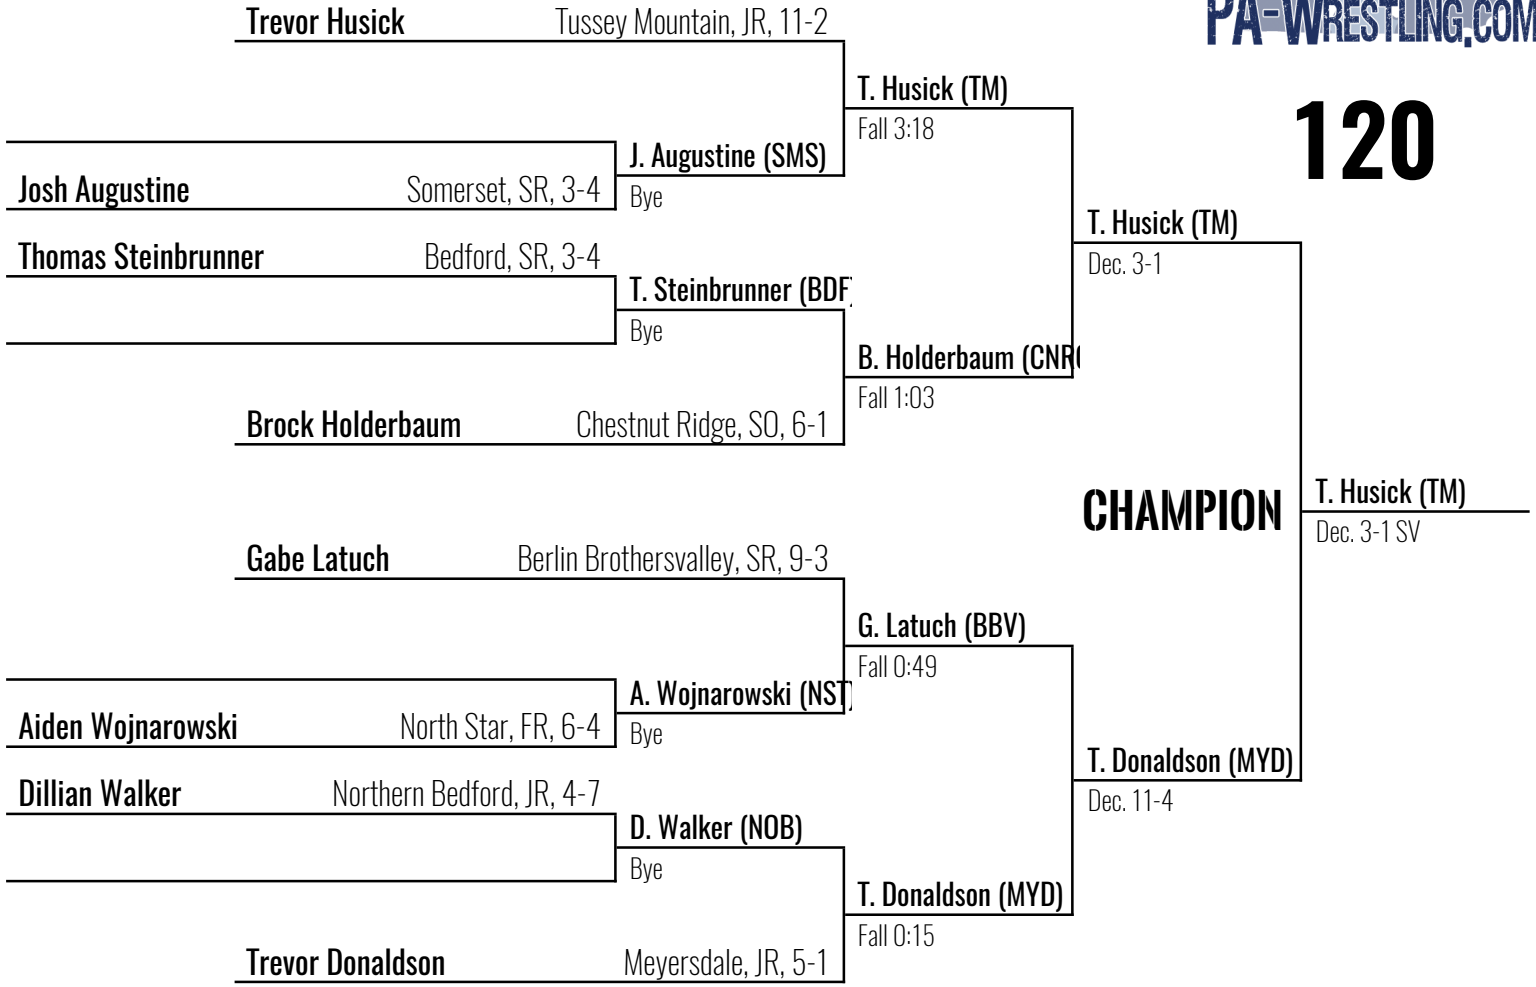 PA-WRESTLING.COM
120
Trevor Husick Tussey Mountain, JR, 11-2
T. Husick (TM)
Fall 3:18
J. Augustine (SMS)
Bye
Josh Augustine Somerset, SR, 3-4
T. Husick (TM)
Dec. 3-1
Thomas Steinbrunner Bedford, SR, 3-4
T. Steinbrunner (BDF)
Bye
B. Holderbaum (CNR
Fall 1:03
Brock Holderbaum Chestnut Ridge, SO, 6-1
CHAMPION
T. Husick (TM)
Dec. 3-1 SV
Gabe Latuch Berlin Brothersvalley, SR, 9-3
G. Latuch (BBV)
Fall 0:49
A. Wojnarowski (NST)
Bye
Aiden Wojnarowski North Star, FR, 6-4
T. Donaldson (MYD)
Dec. 11-4
Dillian Walker Northern Bedford, JR, 4-7
D. Walker (NOB)
Bye
T. Donaldson (MYD)
Fall 0:15
Trevor Donaldson Meyersdale, JR, 5-1